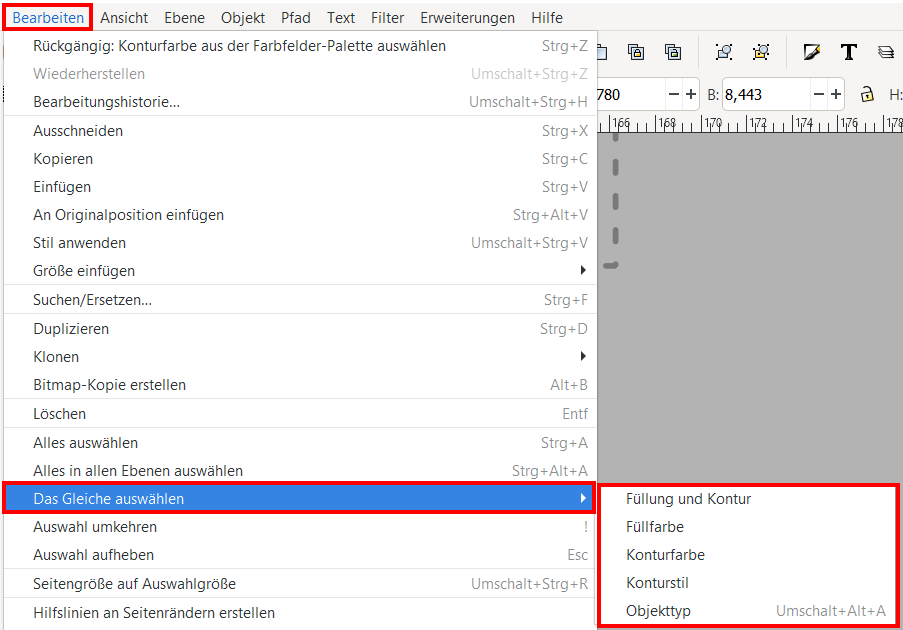 Bearbeiten Ansicht Ebene Objekt Pfad Text Filter Erweiterungen Hilfe
Rückgängig: Konturfarbe aus der Farbfelder-Palette auswählen Strg+Z
Wiederherstellen Umschalt+Strg+Z
Bearbeitungshistorie... Umschalt+Strg+H
780 B: 8,443 H:
Ausschneiden Strg+X
166 168 170 172 174 176 178
Kopieren Strg+C
Einfügen Strg+V
An Originalposition einfügen Strg+Alt+V
Stil anwenden Umschalt+Strg+V
Größe einfügen
Suchen/Ersetzen... Strg+F
Duplizieren Strg+D
Klonen
Bitmap-Kopie erstellen Alt+B
Löschen Entf
Alles auswählen Strg+A
Alles in allen Ebenen auswählen Strg+Alt+A
Das Gleiche auswählen
Füllung und Kontur
Auswahl umkehren !
Füllfarbe
Auswahl aufheben Esc
Konturfarbe
Seitengröße auf Auswahlgröße Umschalt+Strg+R
Konturstil
Hilfslinien an Seitenrändern erstellen
Objekttyp Umschalt+Alt+A